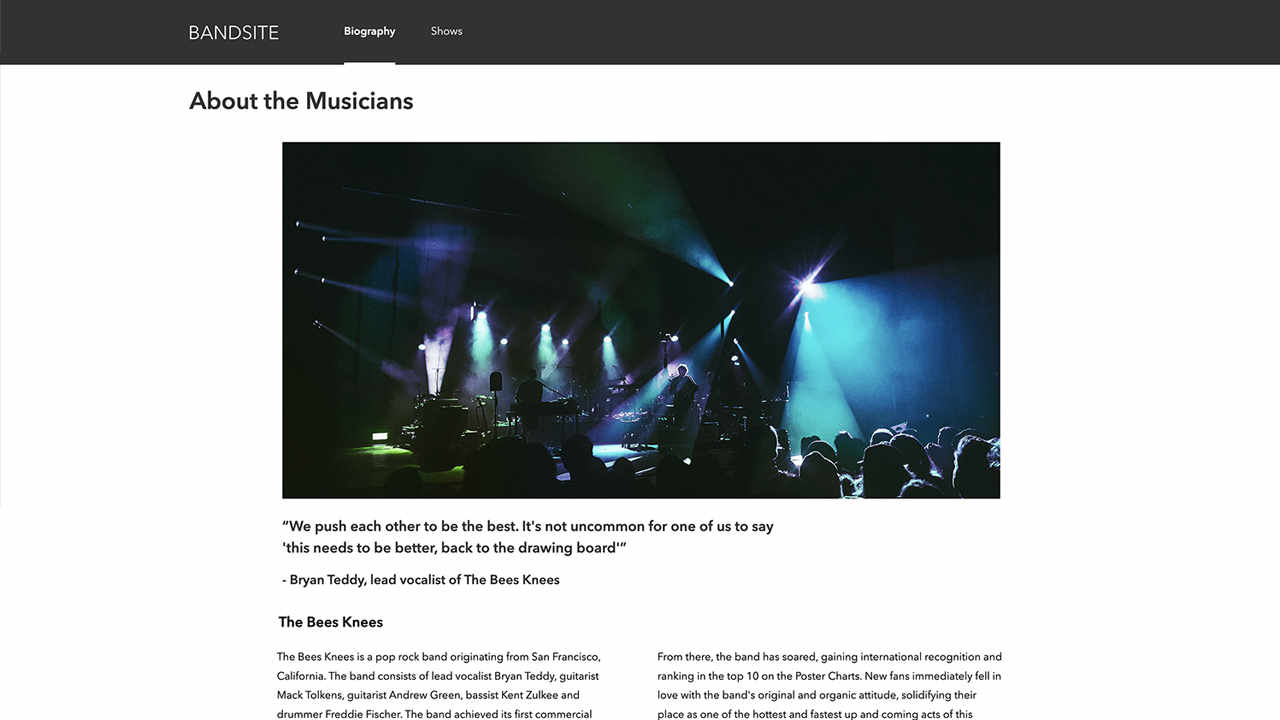 BANDSITE
Biography
Shows
About the Musicians
“We push each other to be the best. It's not uncommon for one of us to say
'this needs to be better, back to the drawing board'”
- Bryan Teddy, lead vocalist of The Bees Knees
The Bees Knees
The Bees Knees is a pop rock band originating from San Francisco,
California. The band consists of lead vocalist Bryan Teddy, guitarist
Mack Tolkens, guitarist Andrew Green, bassist Kent Zulkee and
drummer Freddie Fischer. The band achieved its first commercial
From there, the band has soared, gaining international recognition and
ranking in the top 10 on the Poster Charts. New fans immediately fell in
love with the band's original and organic attitude, solidifying their
place as one of the hottest and fastest up and coming acts of this